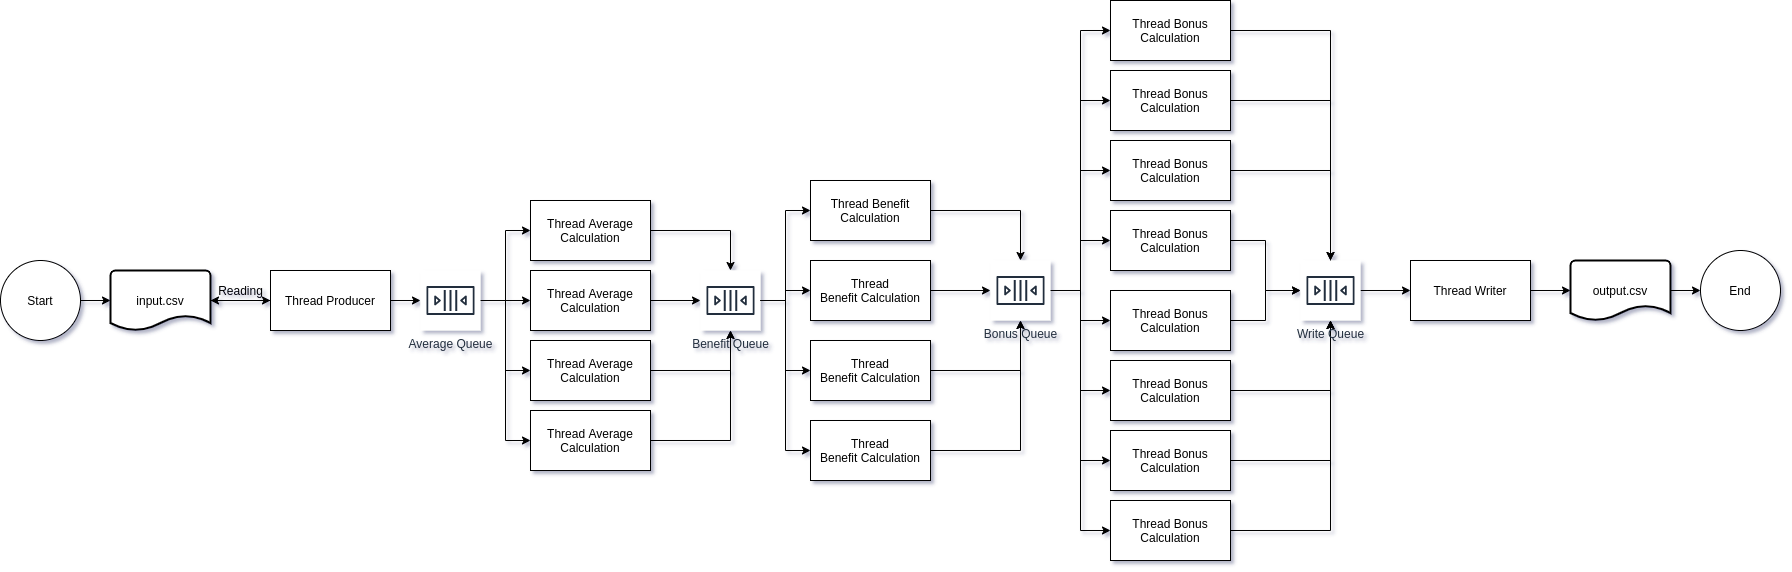 Start
input.csv
Reading
Thread Producer
Average Queue
Thread Average
Calculation
Thread Average
Calculation
Thread Average
Calculation
Thread Average
Calculation
Benefit Queue
Thread Benefit
Calculation
Thread
Benefit Calculation
Thread
Benefit Calculation
Thread
Benefit Calculation
Bonus Queue
Thread Bonus
Calculation
Thread Bonus
Calculation
Thread Bonus
Calculation
Thread Bonus
Calculation
Thread Bonus
Calculation
Thread Bonus
Calculation
Thread Bonus
Calculation
Thread Bonus
Calculation
Write Queue
Thread Writer
output.csv
End